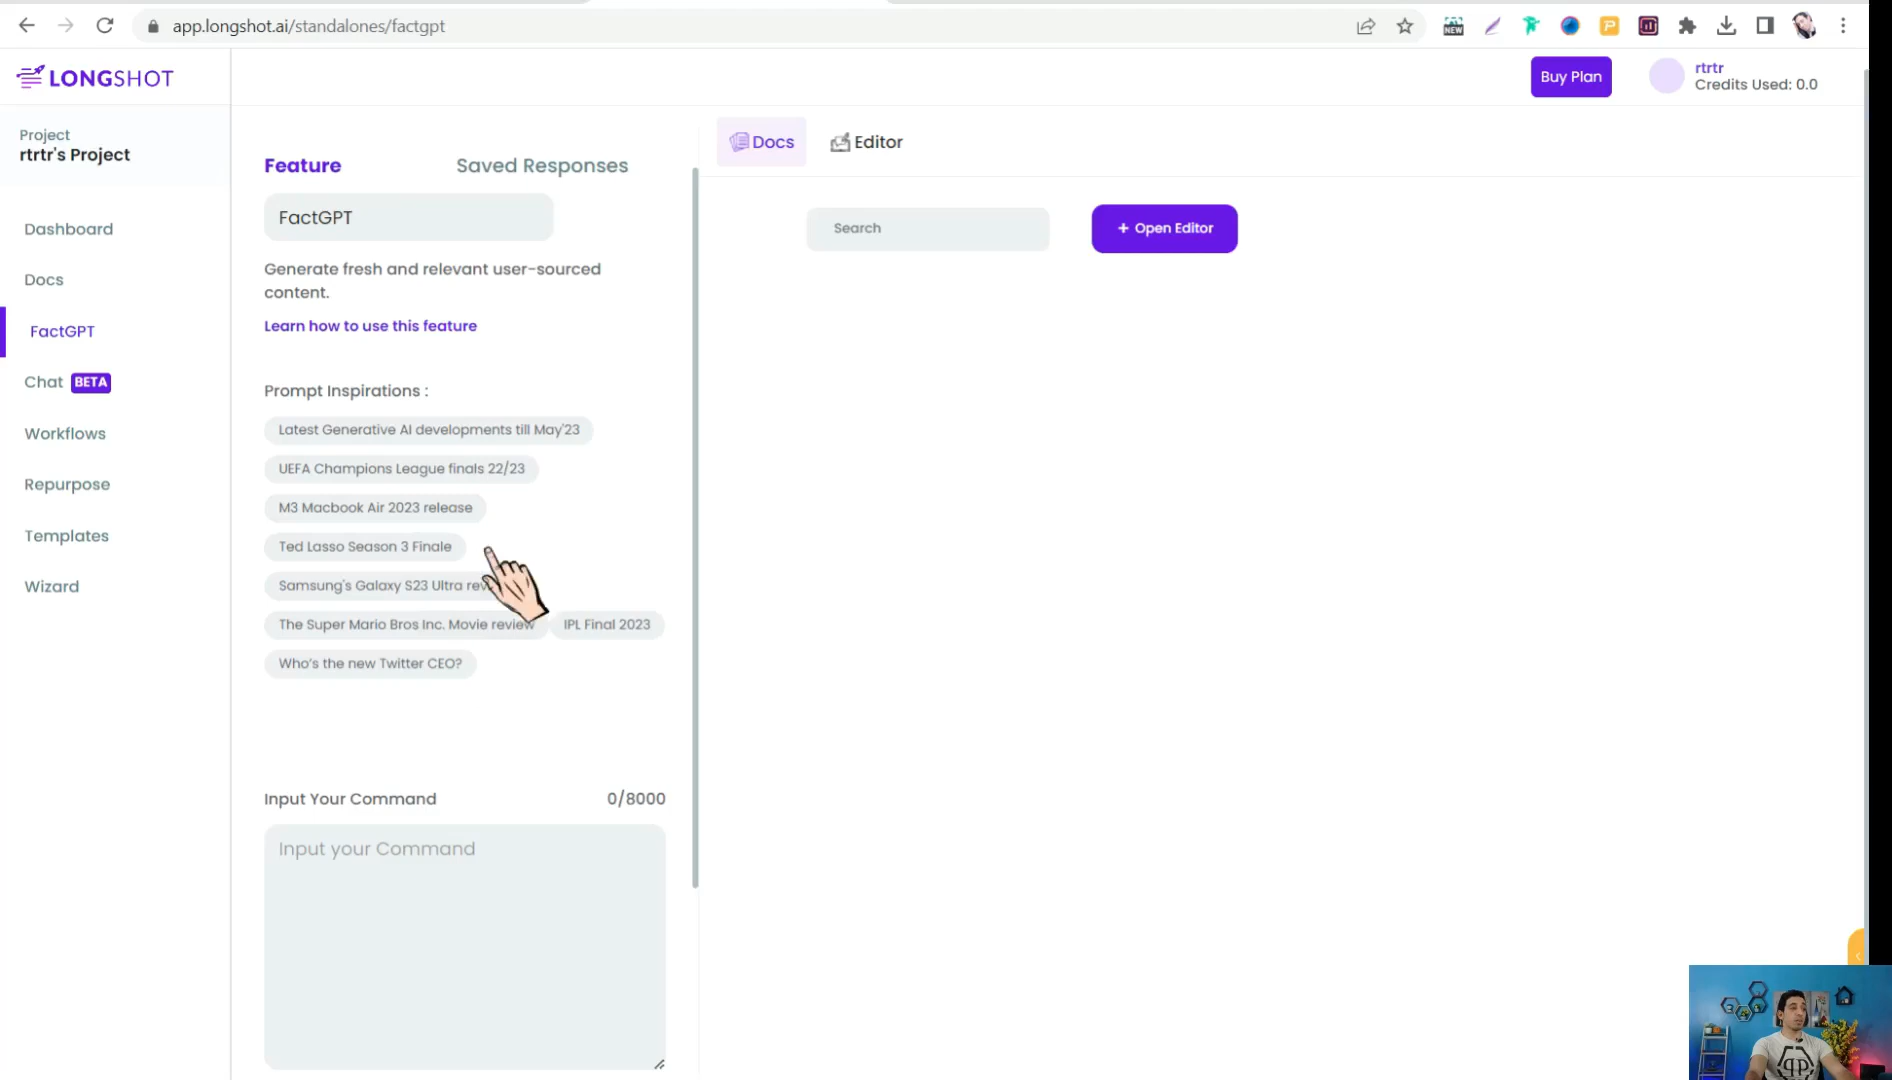 app.longshot.ai/standalones/factgpt
NEW
LONGSHOT
Buy Plan
rtrtr
Credits Used: 0.0
Project
rtrtr's Project
Dashboard
Docs
FactGPT
Chat BETA
Workflows
Repurpose
Templates
Wizard
Feature
Saved Responses
FactGPT
Generate fresh and relevant user-sourced
content.
Learn how to use this feature
Prompt Inspirations :
Latest Generative AI developments till May'23
UEFA Champions League finals 22/23
M3 Macbook Air 2023 release
Ted Lasso Season 3 Finale
Samsung's Galaxy S23 Ultra
The Super Mario Bros Inc. Movie review
IPL Final 2023
Who's the new Twitter CEO?
Input Your Command
0/8000
Input your Command
Docs
Editor
Search
+ Open Editor